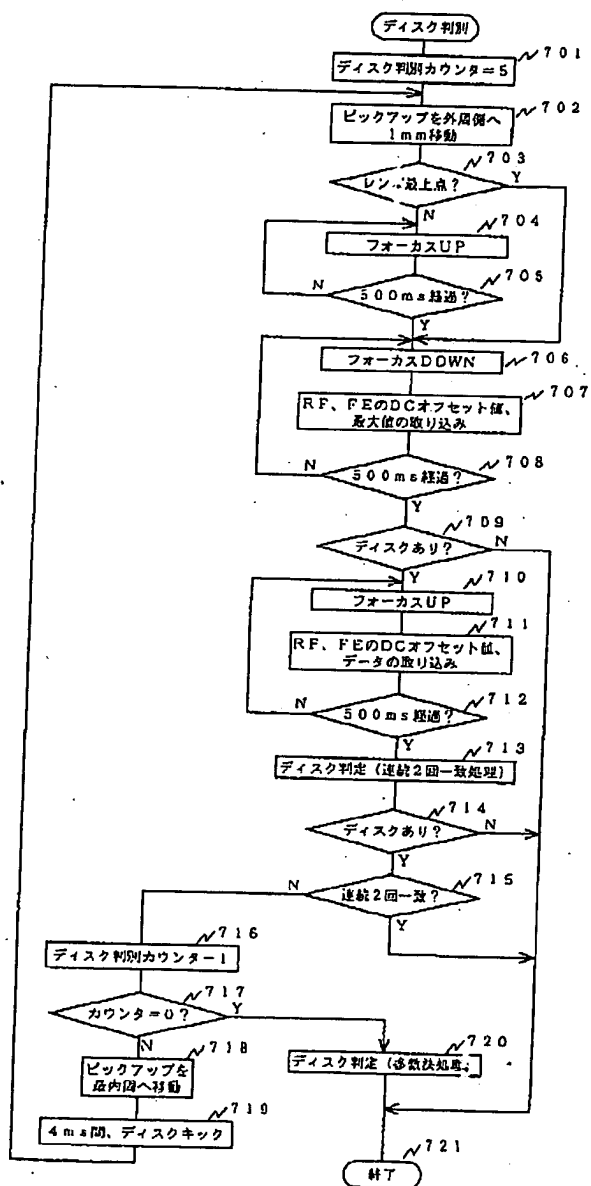 ディスク判別
701
ディスク判別カウンター=5
702
ピックアップを外周側へ
1mm移動
703
レンズ最上点?
Y
N
704
フォーカスUP
705
N
500ms経過?
Y
フォーカスDOWN
706
707
RF、FEのDCオフセット値、
最大値の取り込み
708
N
500ms経過?
Y
709
ディスクあり?
N
Y
710
フォーカスUP
711
RF、FEのDCオフセット値、
データの取り込み
712
N
500ms経過?
Y
713
ディスク判定(連続2回一致処理)
714
ディスクあり?
N
Y
715
N
連続2回一致?
Y
716
ディスク判別カウンター1
717
カウンタ=0?
Y
N
718
ピックアップを
最内周へ移動
719
4ms間、ディスクキック
720
ディスク判定(多数決処理)
721
終了